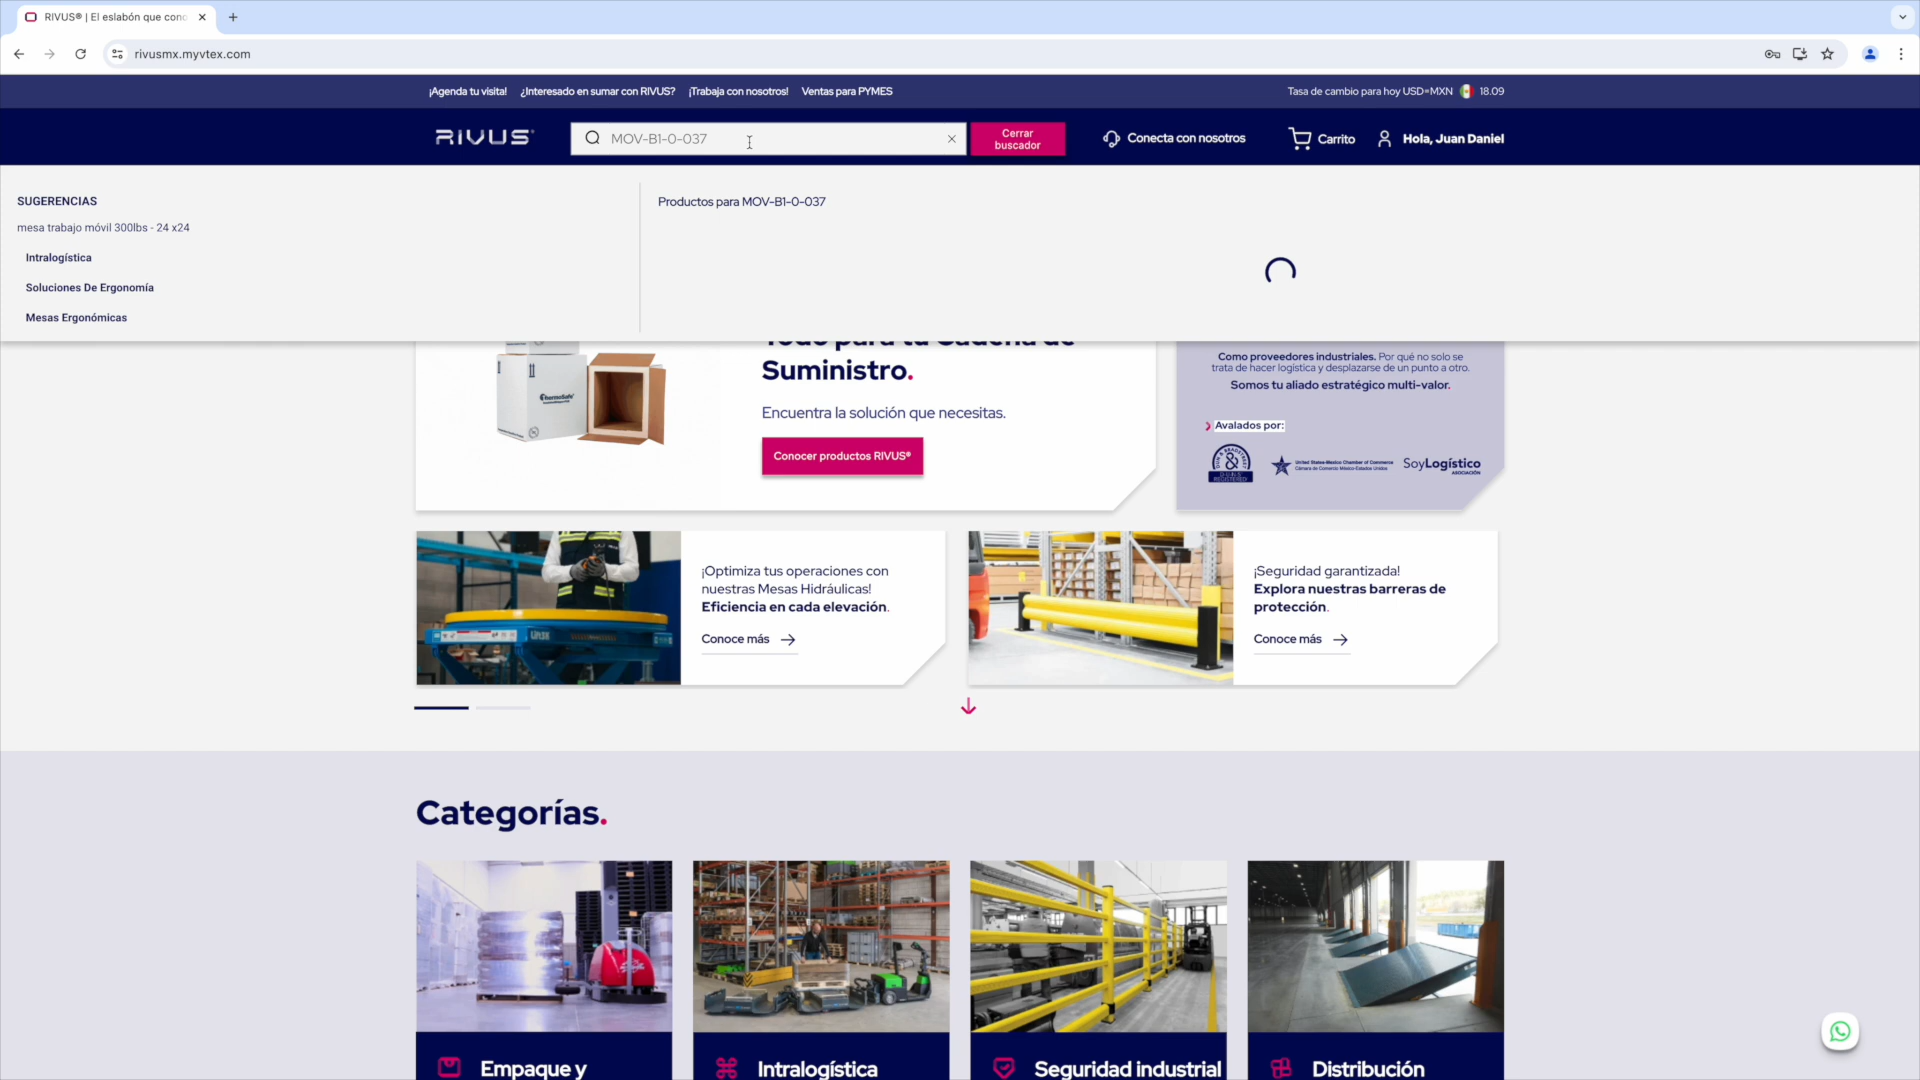 RIVUS® | El eslabón que cono
rivusmx.myvtex.com
¡Agenda tu visita! ¿Interesado en sumar con RIVUS? ¡Trabaja con nosotros! Ventas para PYMES
Tasa de cambio para hoy USD=MXN 18.09
RIVUS
MOV-B1-0-037
Cerrar
buscador
Conecta con nosotros
Carrito
Hola, Juan Daniel
SUGERENCIAS
mesa trabajo móvil 300lbs - 24 x24
Intralogística
Soluciones De Ergonomía
Mesas Ergonómicas
Productos para MOV-B1-0-037
Todo para tu Cadena de
Suministro.
Encuentra la solución que necesitas.
Conocer productos RIVUS®
ThermoSafe
Como proveedores industriales. Por qué no solo se
trata de hacer logística y desplazarse de un punto a otro.
Somos tu aliado estratégico multi-valor.
Avalados por:
DUN & BRADSTREET
D-U-N-S
REGISTERED
United States-Mexico Chamber of Commerce
Cámara de Comercio México-Estados Unidos
SoyLogístico
ASOCIACIÓN
¡Optimiza tus operaciones con
nuestras Mesas Hidráulicas!
Eficiencia en cada elevación.
Conoce más
¡Seguridad garantizada!
Explora nuestras barreras de
protección.
Conoce más
Categorías.
Empaque y
Intralogística
Seguridad industrial
Distribución